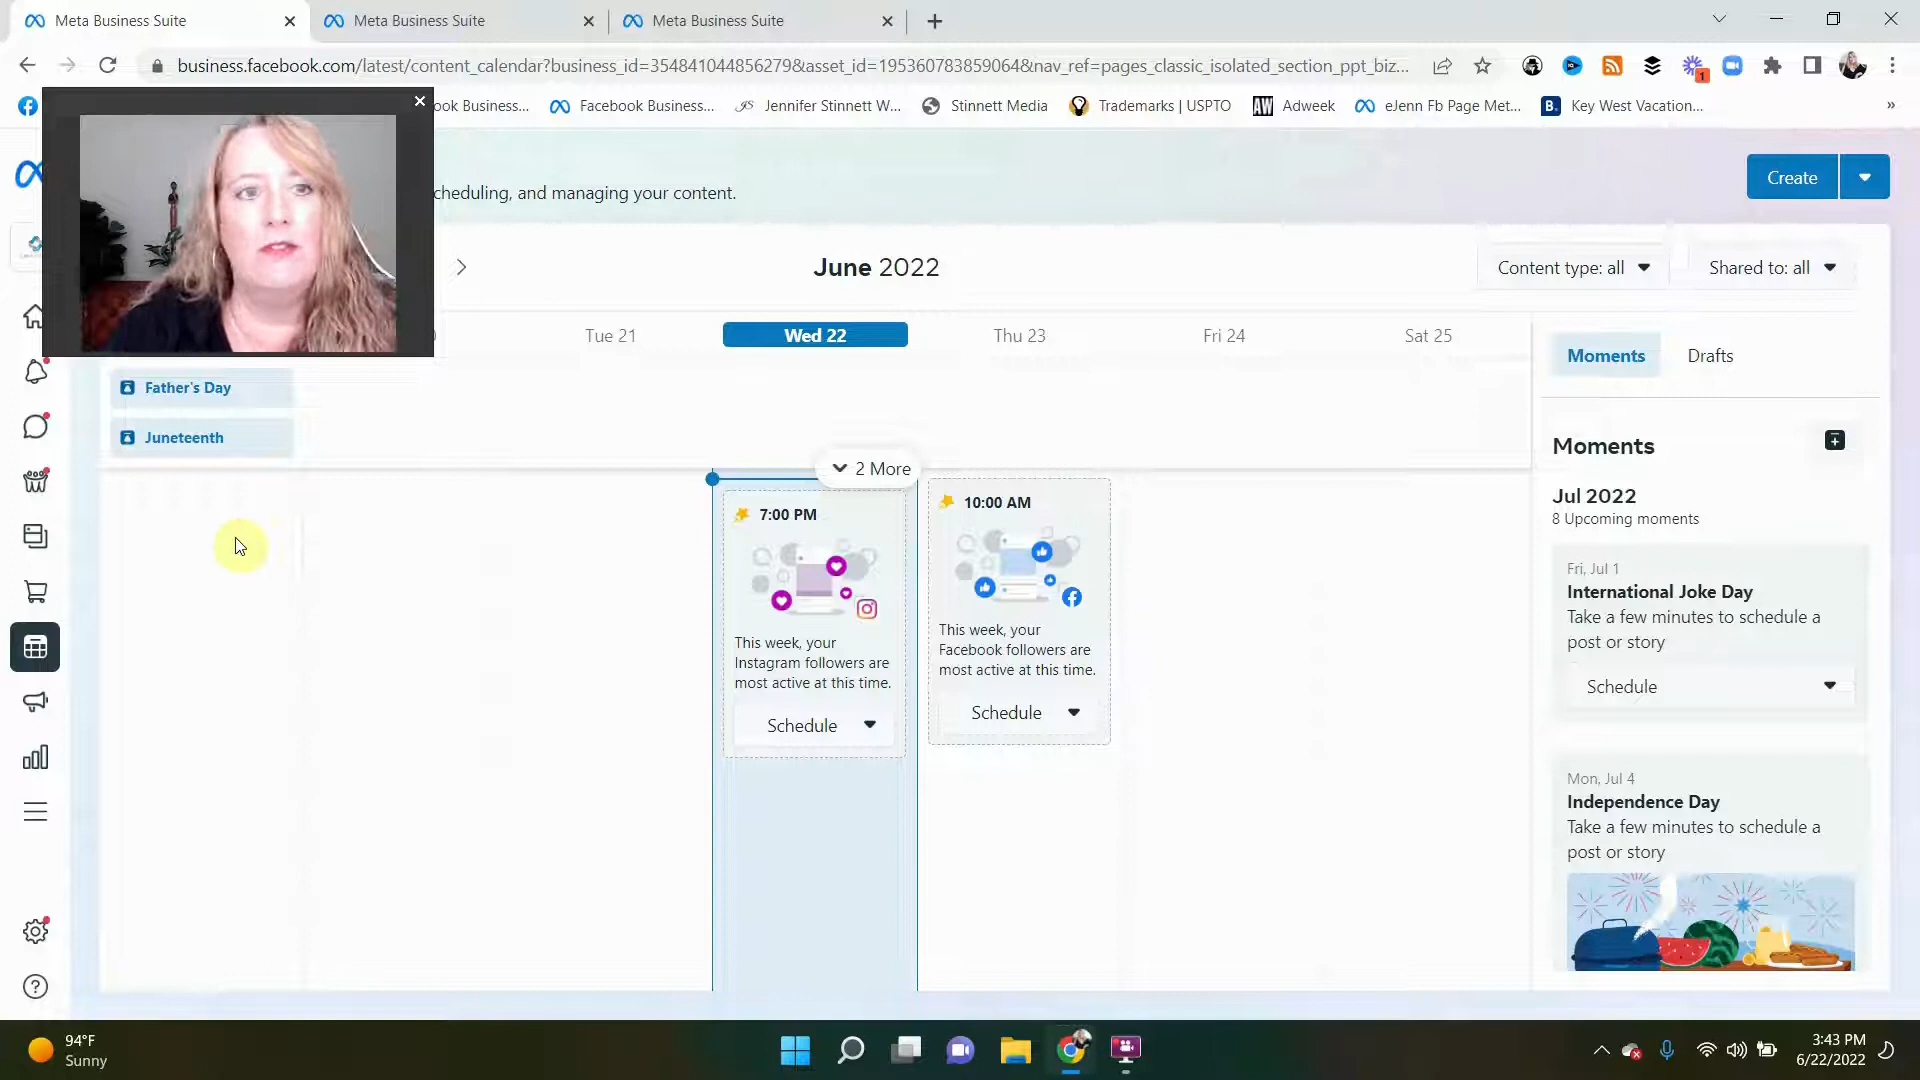 Meta Business Suite
Meta Business Suite
Meta Business Suite
business.facebook.com/latest/content_calendar?business_id=354841044856279&asset_id=195360783859064&nav_ref=pages_classic_isolated_section_ppt_biz...
1
ook Business...
Facebook Business...
JS Jennifer Stinnett W...
Stinnett Media
Trademarks | USPTO
AW Adweek
eJenn Fb Page Met...
B. Key West Vacation...
cheduling, and managing your content.
Create
June 2022
Content type: all
Shared to: all
Tue 21
Wed 22
Thu 23
Fri 24
Sat 25
Father's Day
Juneteenth
2 More
7:00 PM
This week, your
Instagram followers are
most active at this time.
Schedule
10:00 AM
This week, your
Facebook followers are
most active at this time.
Schedule
Moments
Drafts
Moments
Jul 2022
8 Upcoming moments
Fri, Jul 1
International Joke Day
Take a few minutes to schedule a
post or story
Schedule
Mon, Jul 4
Independence Day
Take a few minutes to schedule a
post or story
94°F
Sunny
3:43 PM
6/22/2022